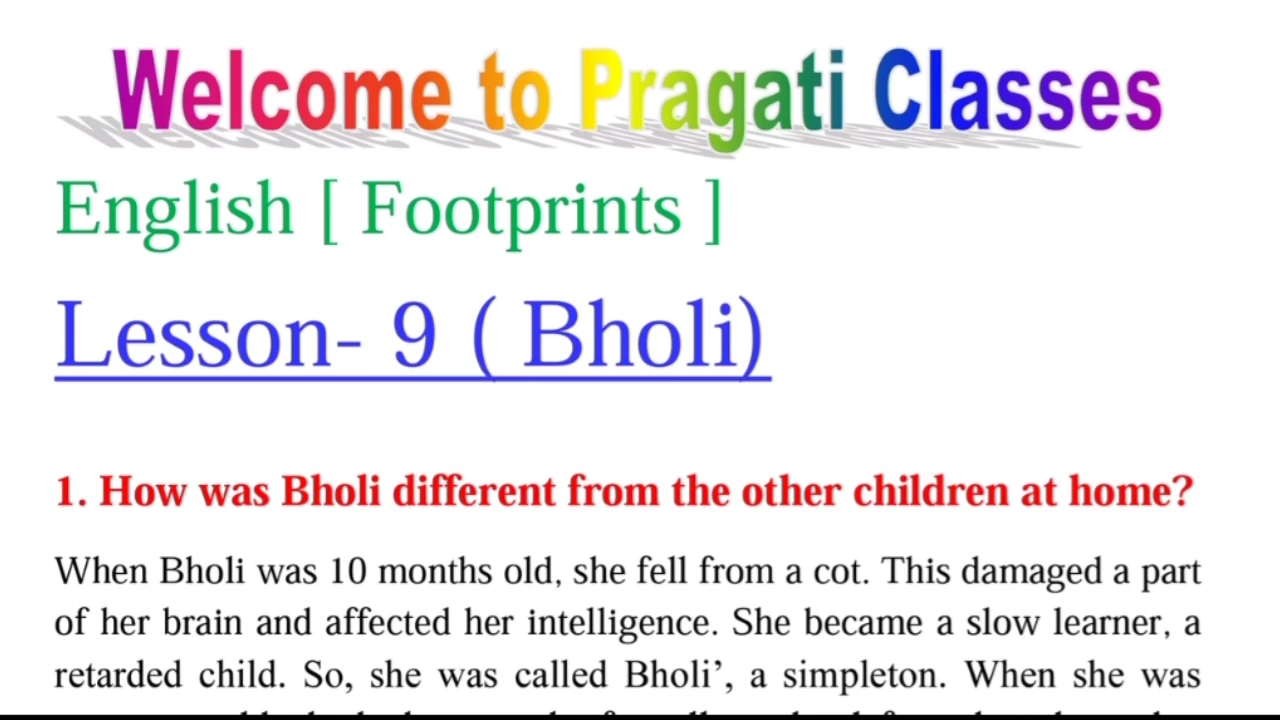 Welcome to Pragati Classes
English [ Footprints ]
Lesson- 9 ( Bholi)
1. How was Bholi different from the other children at home?
When Bholi was 10 months old, she fell from a cot. This damaged a part
of her brain and affected her intelligence. She became a slow learner, a
retarded child. So, she was called Bholi’, a simpleton. When she was